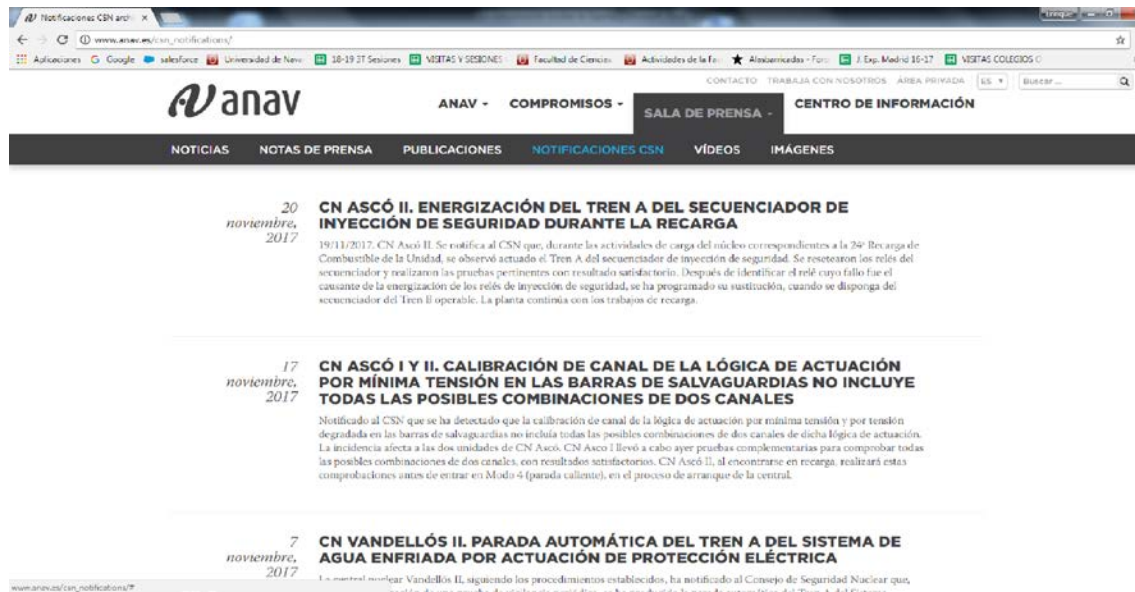 Notificaciones CSN arch
www.anav.es/csn_notifications/
Aplicaciones Google salesforce Universidad de Nava 18-19 JT Sesiones VISITAS Y SESIONES Facultad de Ciencias Actividades de la Fa J. Exp. Madrid 16-17 VISITAS COLEGIOS
CONTACTO TRABAJA CON NOSOTROS ÁREA PRIVADA ES Buscar ...
anav
ANAV COMPROMISOS SALA DE PRENSA CENTRO DE INFORMACIÓN
NOTICIAS NOTAS DE PRENSA PUBLICACIONES NOTIFICACIONES CSN VÍDEOS IMÁGENES
20
noviembre,
2017
CN ASCÓ II. ENERGIZACIÓN DEL TREN A DEL SECUENCIADOR DE
INYECCIÓN DE SEGURIDAD DURANTE LA RECARGA
19/11/2017. CN Ascó II. Se notifica al CSN que, durante las actividades de carga del núcleo correspondientes a la 24ª Recarga de
Combustible de la Unidad, se observó actuado el Tren A del secuenciador de inyección de seguridad. Se resetearon los relés del
secuenciador y realizaron las pruebas pertinentes con resultado satisfactorio. Después de identificar el relé cuyo fallo fue el
causante de la energización de los relés de inyección de seguridad, se ha programado su sustitución, cuando se disponga del
secuenciador del Tren B operable. La planta continúa con los trabajos de recarga.
17
noviembre,
2017
CN ASCÓ I Y II. CALIBRACIÓN DE CANAL DE LA LÓGICA DE ACTUACIÓN
POR MÍNIMA TENSIÓN EN LAS BARRAS DE SALVAGUARDIAS NO INCLUYE
TODAS LAS POSIBLES COMBINACIONES DE DOS CANALES
Notificado al CSN que se ha detectado que la calibración de canal de la lógica de actuación por mínima tensión y por tensión
degradada en las barras de salvaguardias no incluía todas las posibles combinaciones de dos canales de dicha lógica de actuación.
La incidencia afecta a las dos unidades de CN Ascó. CN Ascó I llevó a cabo ayer pruebas complementarias para comprobar todas
las posibles combinaciones de dos canales, con resultados satisfactorios. CN Ascó II, al encontrarse en recarga, realizará estas
comprobaciones antes de entrar en Modo 4 (parada caliente), en el proceso de arranque de la central.
7
noviembre,
2017
CN VANDELLÓS II. PARADA AUTOMÁTICA DEL TREN A DEL SISTEMA DE
AGUA ENFRIADA POR ACTUACIÓN DE PROTECCIÓN ELÉCTRICA
La central nuclear Vandellós II, siguiendo los procedimientos establecidos, ha notificado al Consejo de Seguridad Nuclear que,
www.anav.es/csn_notifications/#